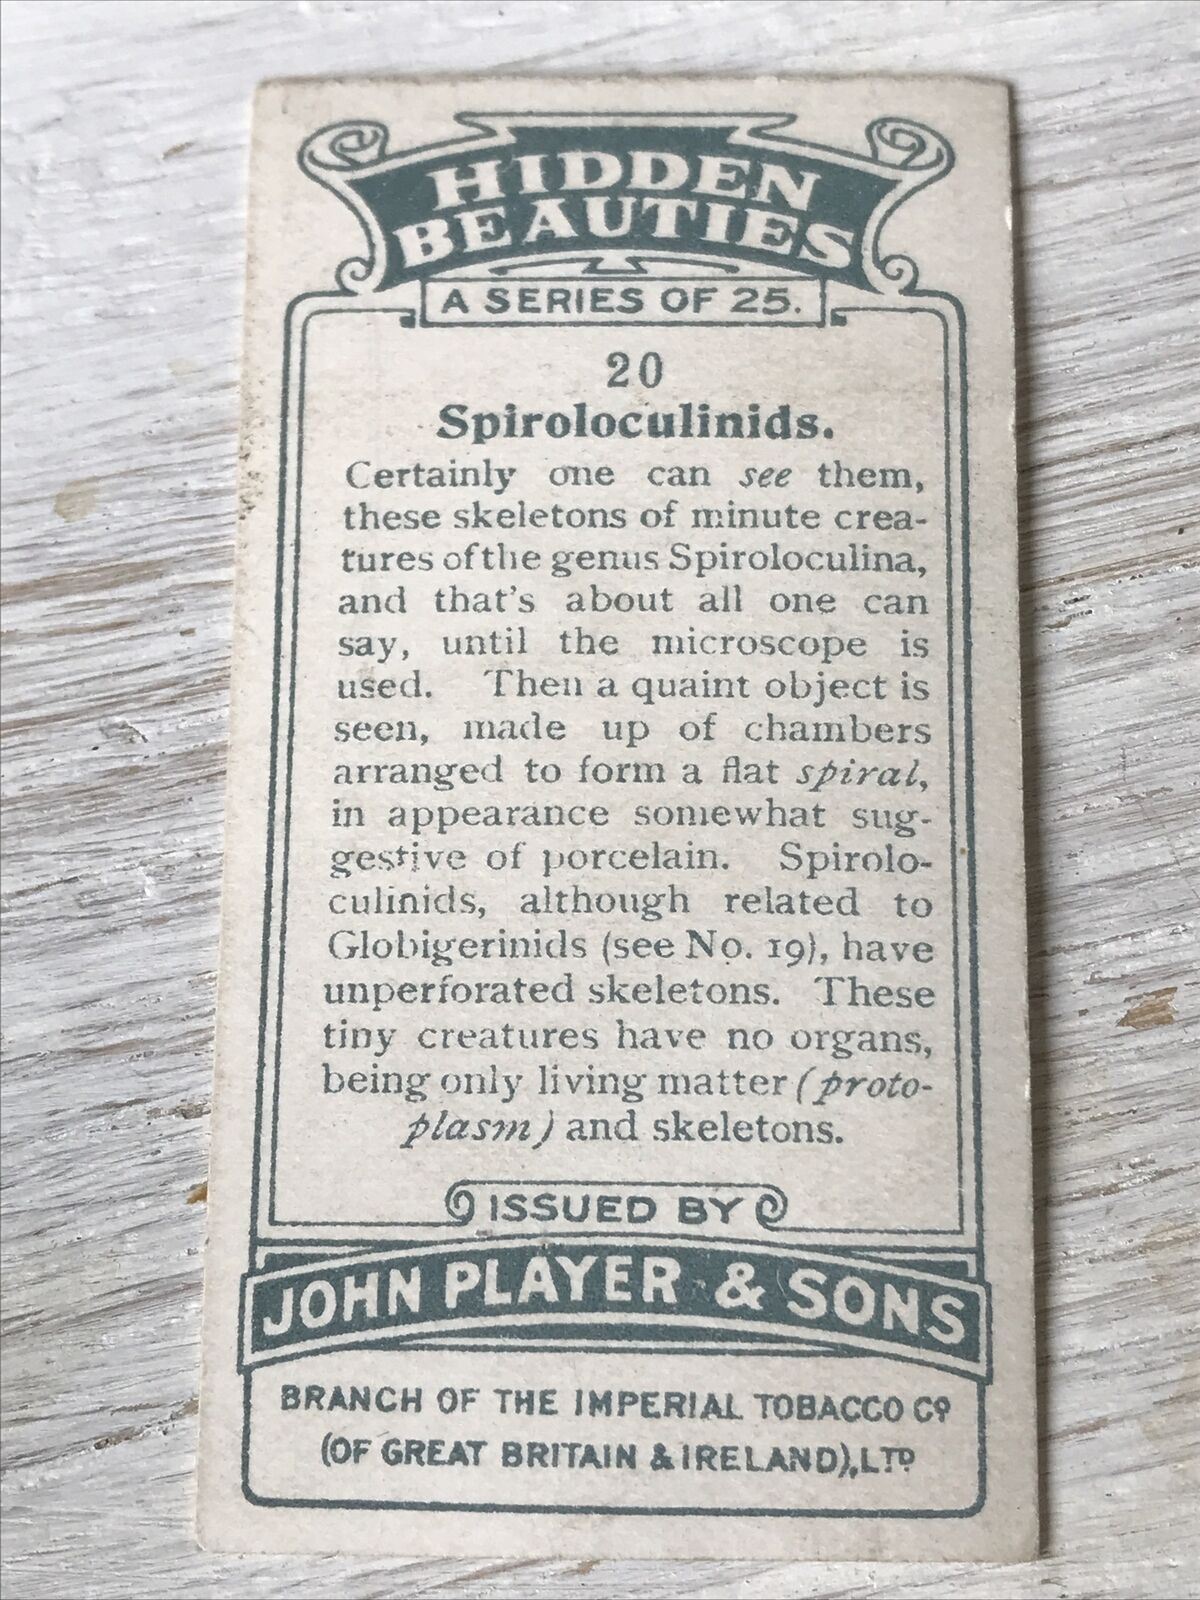 HIDDEN
BEAUTIES
A SERIES OF 25.
20
Spiroloculinids.
Certainly one can see them,
these skeletons of minute crea-
tures of the genus Spiroloculina,
and that's about all one can
say, until the microscope is
used. Then a quaint object is
seen, made up of chambers
arranged to form a flat spiral,
in appearance somewhat sug-
gestive of porcelain. Spirolo-
culinids, although related to
Globigerinids (see No. 19), have
unperforated skeletons. These
tiny creatures have no organs,
being only living matter (proto-
plasm) and skeletons.
ISSUED BY
JOHN PLAYER & SONS
BRANCH OF THE IMPERIAL TOBACCO CO
(OF GREAT BRITAIN & IRELAND), LTD